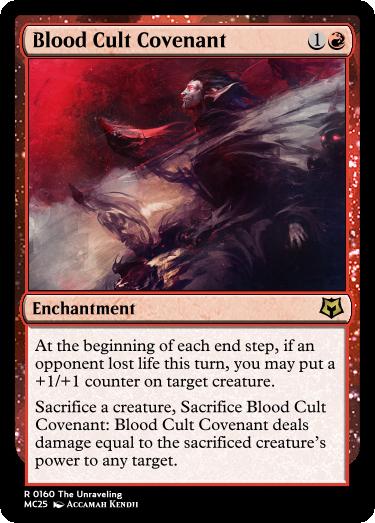 Blood Cult Covenant 1
Enchantment
At the beginning of each end step, if an
opponent lost life this turn, you may put a
+1/+1 counter on target creature.
Sacrifice a creature, Sacrifice Blood Cult
Covenant: Blood Cult Covenant deals
damage equal to the sacrificed creature's
power to any target.
R 0160 The Unraveling
MC25 Accamah Kendii